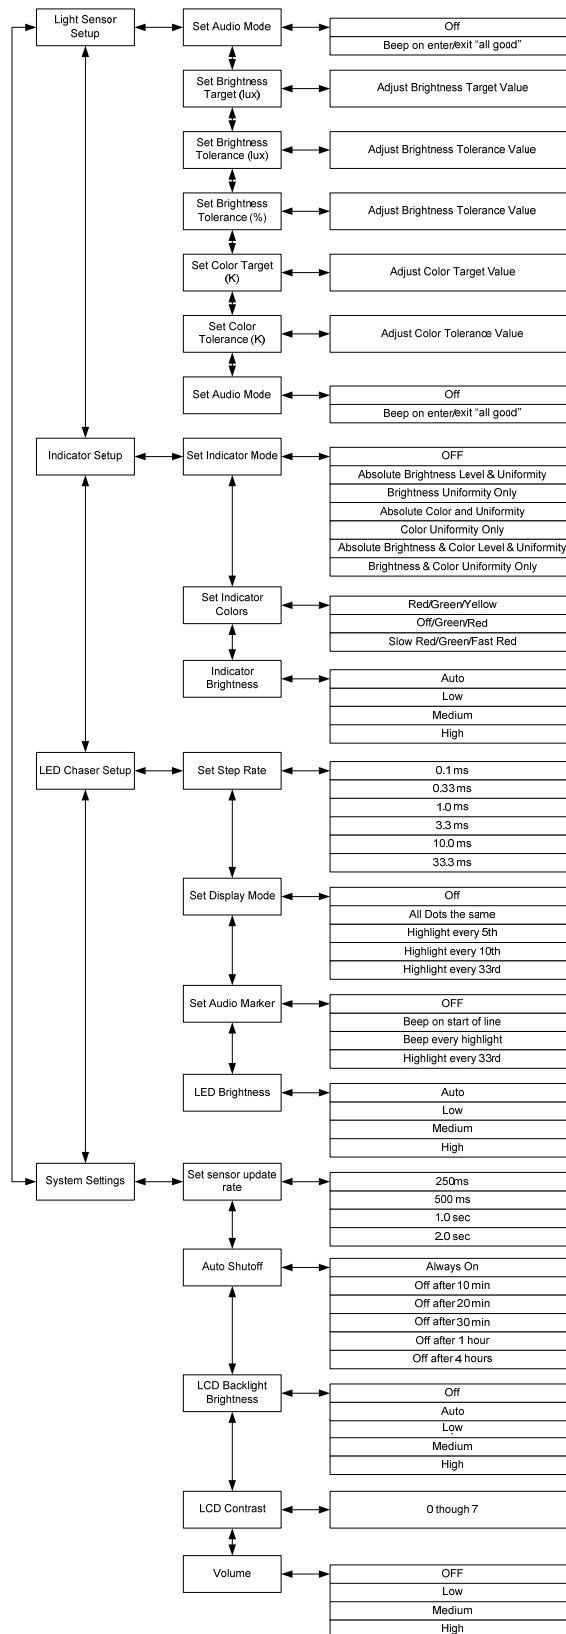 Light Sensor
Setup
Set Audio Mode
Off
Beep on enter/exit “all good”
Set Brightness
Target (lux)
Adjust Brightness Target Value
Set Brightness
Tolerance (lux)
Adjust Brightness Tolerance Value
Set Brightness
Tolerance (%)
Adjust Brightness Tolerance Value
Set Color Target
(K)
Adjust Color Target Value
Set Color
Tolerance (K)
Adjust Color Tolerance Value
Set Audio Mode
Off
Beep on enter/exit “all good”
Indicator Setup
Set Indicator Mode
OFF
Absolute Brightness Level & Uniformity
Brightness Uniformity Only
Absolute Color and Uniformity
Color Uniformity Only
Absolute Brightness & Color Level & Uniformity
Brightness & Color Uniformity Only
Set Indicator
Colors
Red/Green/Yellow
Off/Green/Red
Slow Red/Green/Fast Red
Indicator
Brightness
Auto
Low
Medium
High
LED Chaser Setup
Set Step Rate
0.1 ms
0.33 ms
1.0 ms
3.3 ms
10.0 ms
33.3 ms
Set Display Mode
Off
All Dots the same
Highlight every 5th
Highlight every 10th
Highlight every 33rd
Set Audio Marker
OFF
Beep on start of line
Beep every highlight
Highlight every 33rd
LED Brightness
Auto
Low
Medium
High
System Settings
Set sensor update
rate
250ms
500 ms
1.0 sec
2.0 sec
Auto Shutoff
Always On
Off after 10 min
Off after 20 min
Off after 30 min
Off after 1 hour
Off after 4 hours
LCD Backlight
Brightness
Off
Auto
Low
Medium
High
LCD Contrast
0 though 7
Volume
OFF
Low
Medium
High